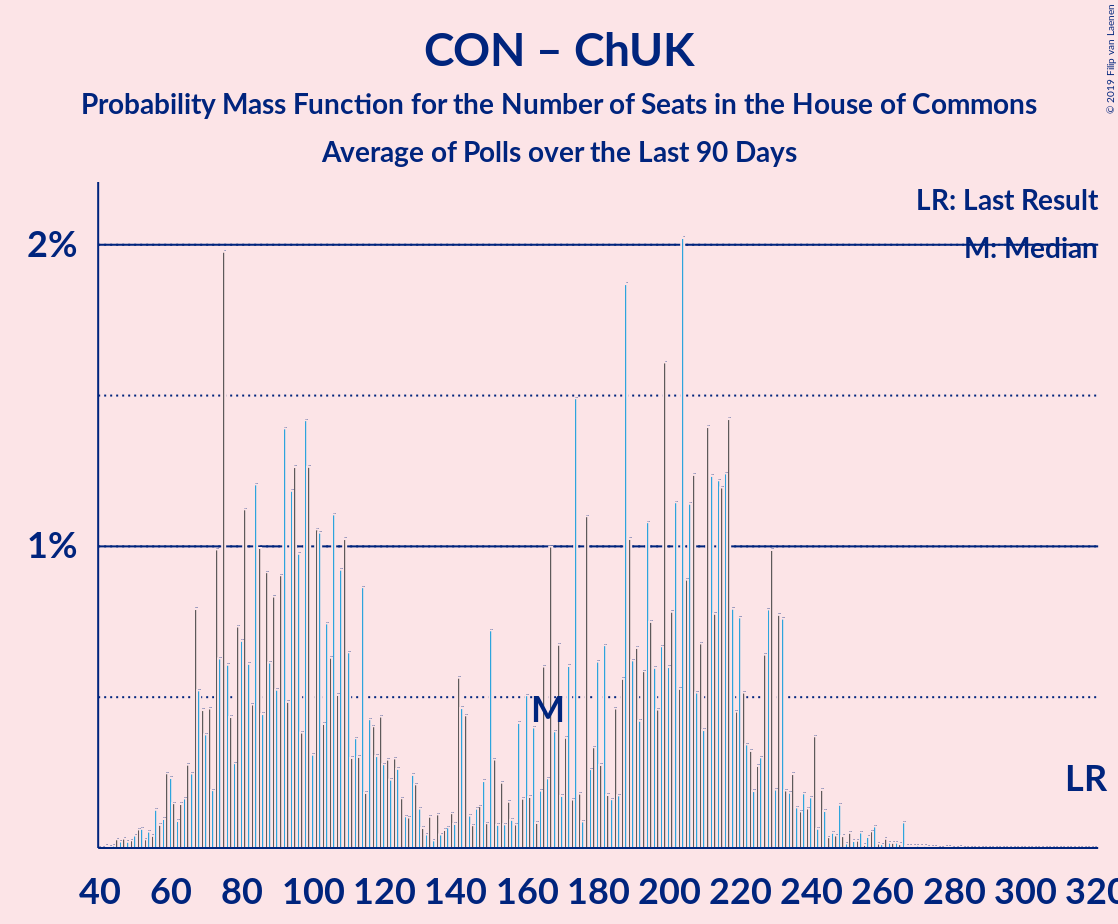 CON – ChUK
Probability Mass Function for the Number of Seats in the House of Commons
Average of Polls over the Last 90 Days
© 2019 Filip van Laenen
LR: Last Result
M: Median
2%
1%
M
LR
40 60 80 100 120 140 160 180 200 220 240 260 280 300 320